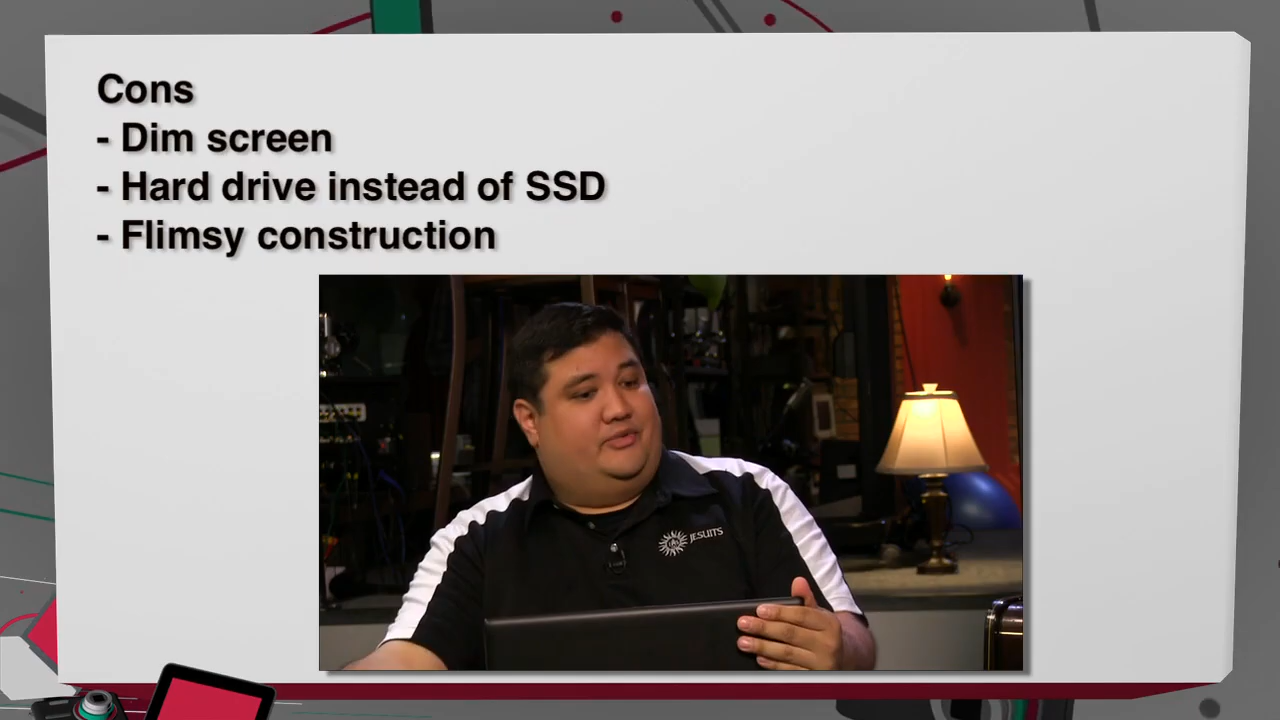 Cons
- Dim screen
- Hard drive instead of SSD
- Flimsy construction
JESUITS